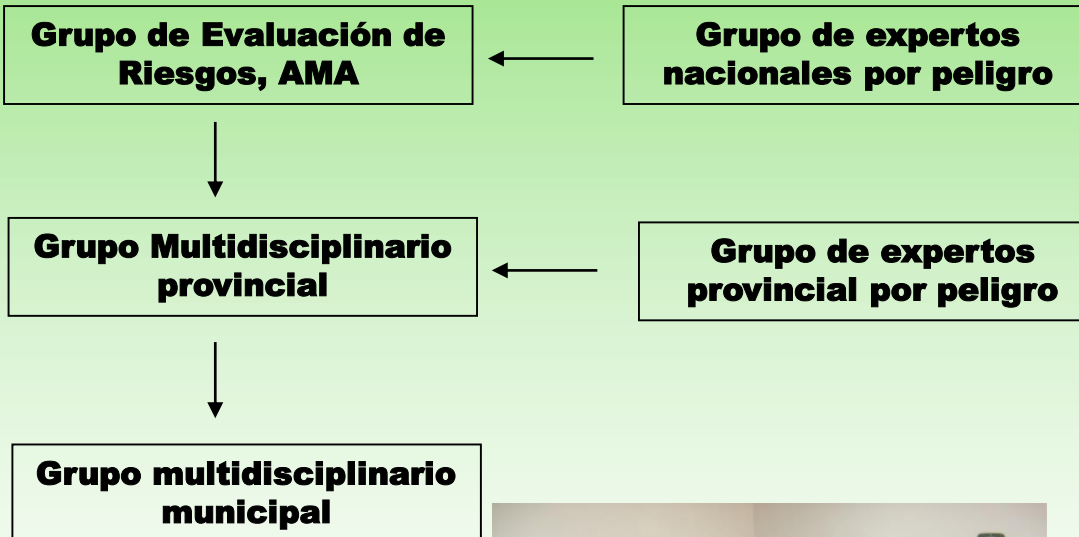 Grupo de Evaluación de
Riesgos, AMA
Grupo de expertos
nacionales por peligro
Grupo Multidisciplinario
provincial
Grupo de expertos
provincial por peligro
Grupo multidisciplinario
municipal